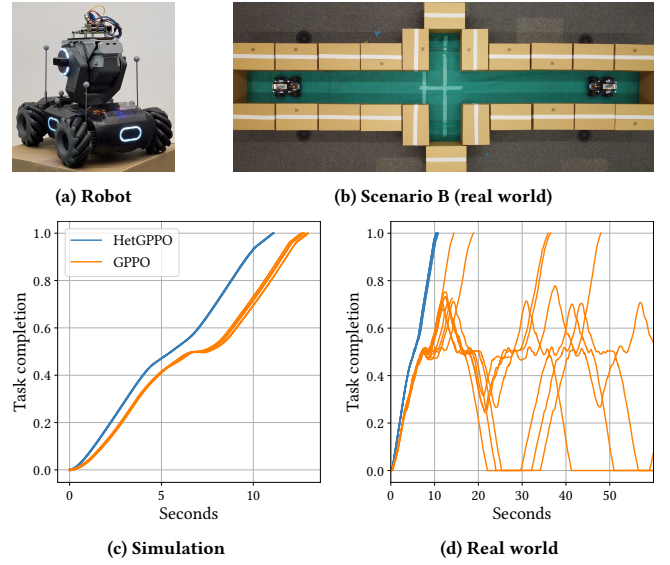 (a) Robot
(b) Scenario B (real world)
HetGPPO
GPPO
Task completion
1.0
0.8
0.6
0.4
0.2
0.0
0
5
10
Seconds
(c) Simulation
Task completion
1.0
0.8
0.6
0.4
0.2
0.0
0
10
20
30
40
50
Seconds
(d) Real world